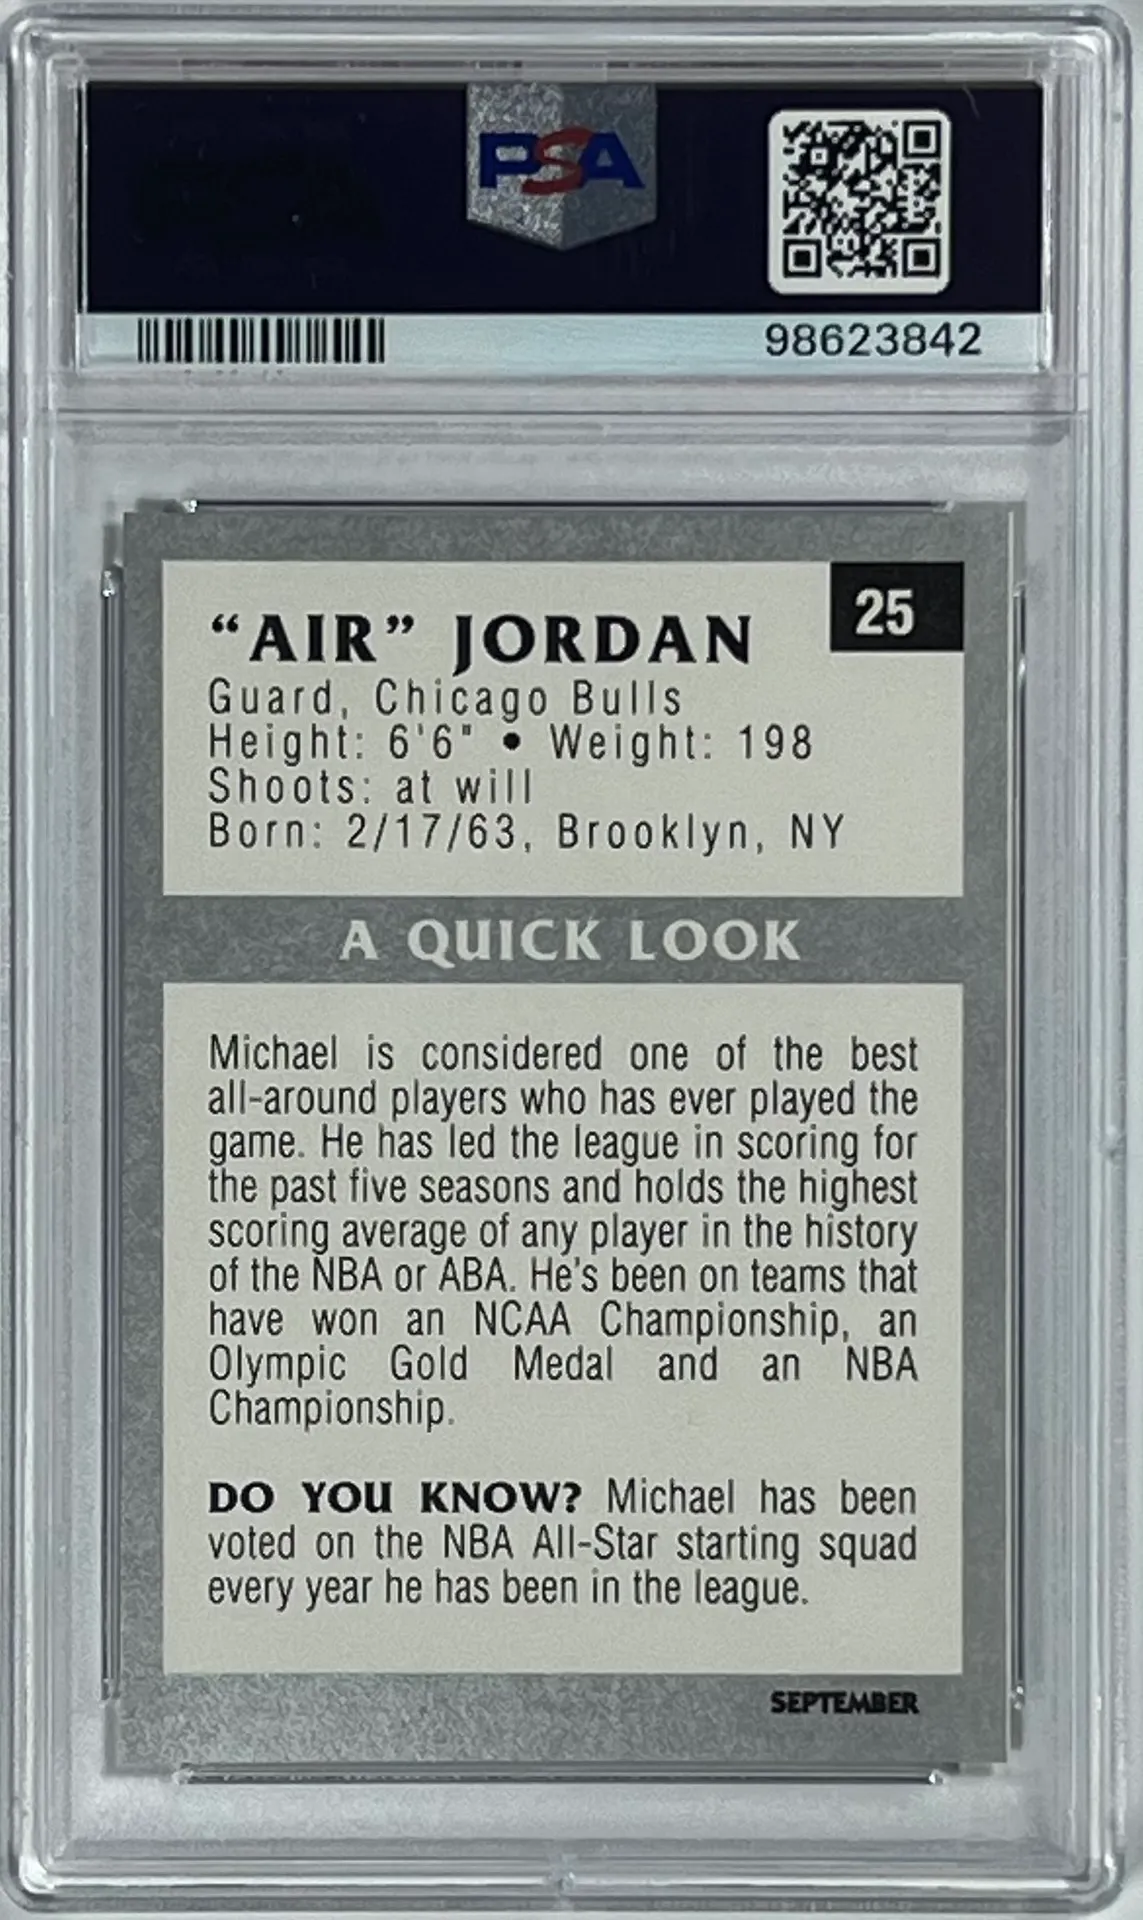 PSA
98623842
25
“AIR” JORDAN
Guard, Chicago Bulls
Height: 6'6" • Weight: 198
Shoots: at will
Born: 2/17/63, Brooklyn, NY
A QUICK LOOK
Michael is considered one of the best
all-around players who has ever played the
game. He has led the league in scoring for
the past five seasons and holds the highest
scoring average of any player in the history
of the NBA or ABA. He's been on teams that
have won an NCAA Championship, an
Olympic Gold Medal and an NBA
Championship.
DO YOU KNOW? Michael has been
voted on the NBA All-Star starting squad
every year he has been in the league.
SEPTEMBER